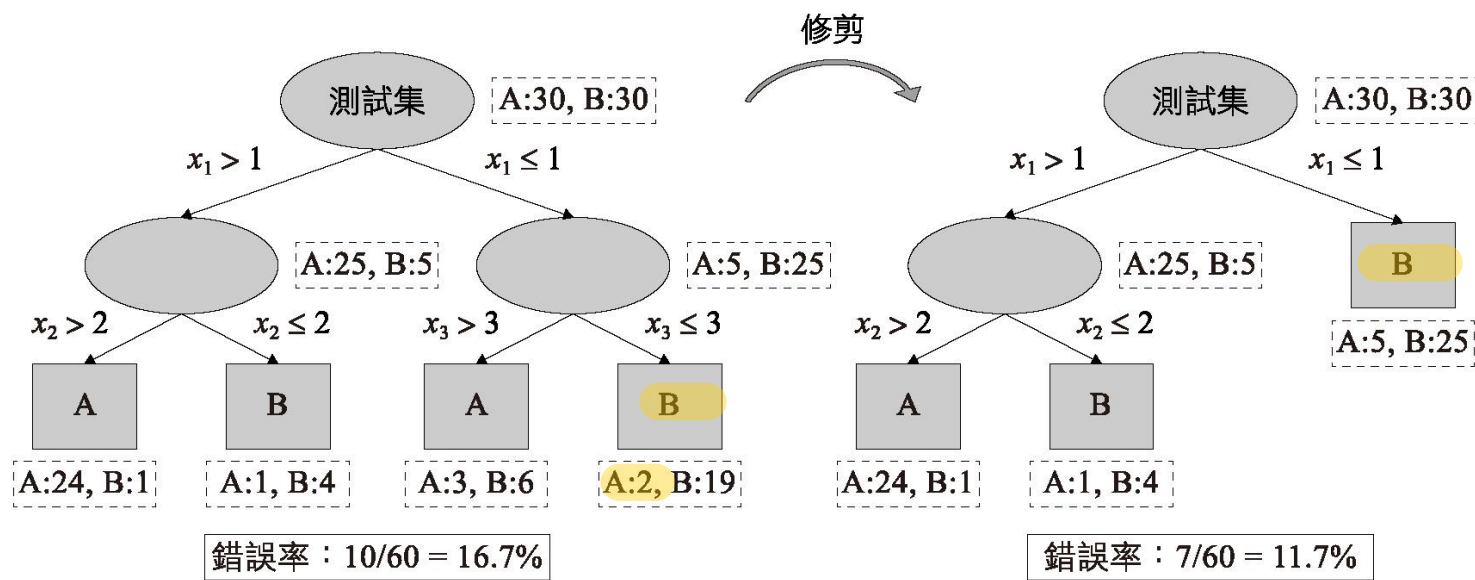 修剪
測試集
A:30, B:30
x₁ > 1
x₁ ≤ 1
A:25, B:5
A:5, B:25
x₂ > 2
x₂ ≤ 2
x₃ > 3
x₃ ≤ 3
A
B
A
B
A:24, B:1
A:1, B:4
A:3, B:6
A:2, B:19
錯誤率：10/60 = 16.7%
測試集
A:30, B:30
x₁ > 1
x₁ ≤ 1
A:25, B:5
B
A:5, B:25
x₂ > 2
x₂ ≤ 2
A
B
A:24, B:1
A:1, B:4
錯誤率：7/60 = 11.7%